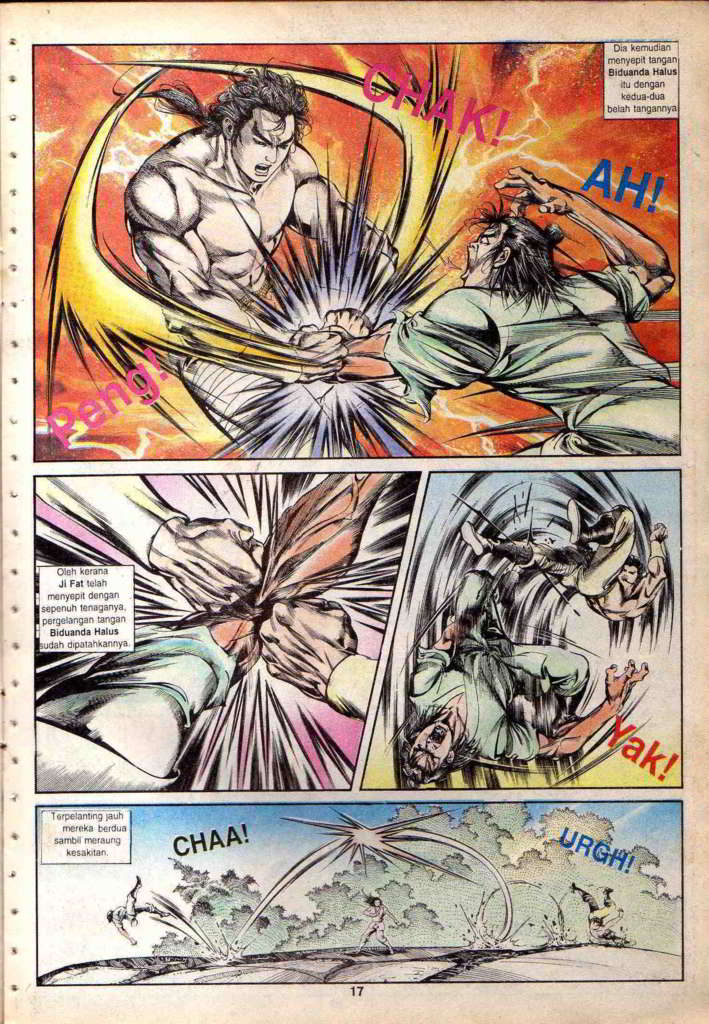 Dia kemudian
menyepit tangan
Biduanda Halus
itu dengan
kedua-dua
belah tangannya
CHAK!
AH!
Peng!
Oleh kerana
Ji Fat telah
menyepit dengan
sepenuh tenaganya,
pergelangan tangan
Biduanda Halus
sudah dipatahkannya.
Yak!
Terpelanting jauh
mereka berdua
sambil meraung
kesakitan.
CHAA!
URGH!
17